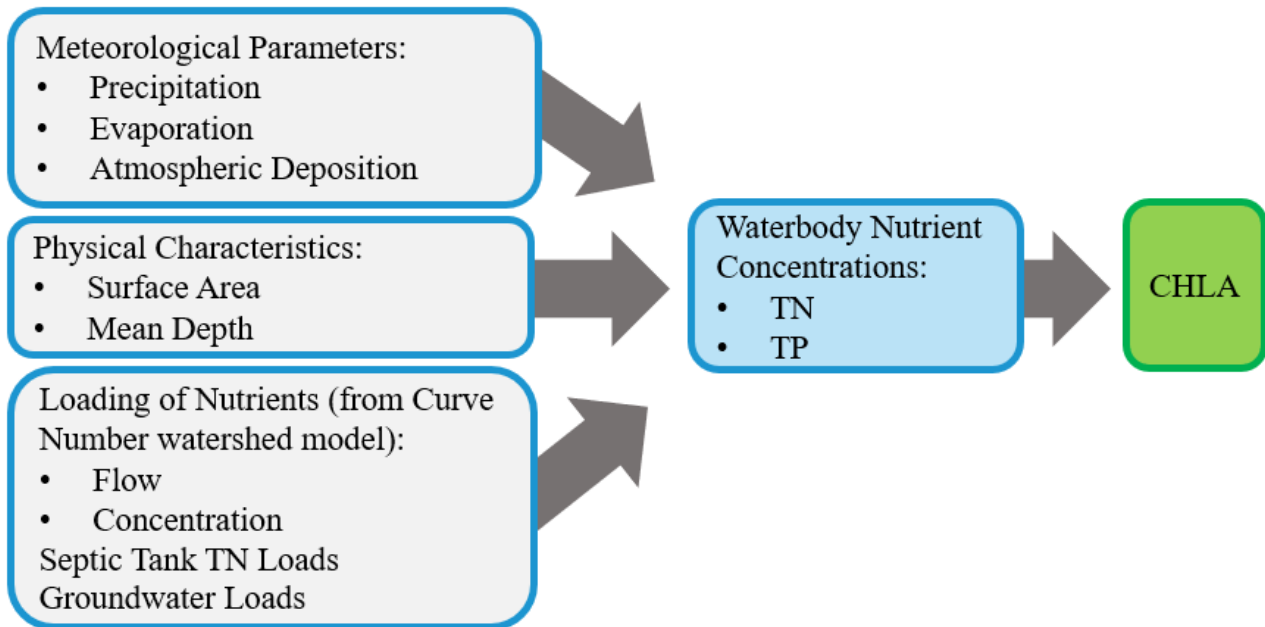 Meteorological Parameters:
• Precipitation
• Evaporation
• Atmospheric Deposition
Physical Characteristics:
• Surface Area
• Mean Depth
Loading of Nutrients (from Curve
Number watershed model):
• Flow
• Concentration
Septic Tank TN Loads
Groundwater Loads
Waterbody Nutrient
Concentrations:
• TN
• TP
CHLA